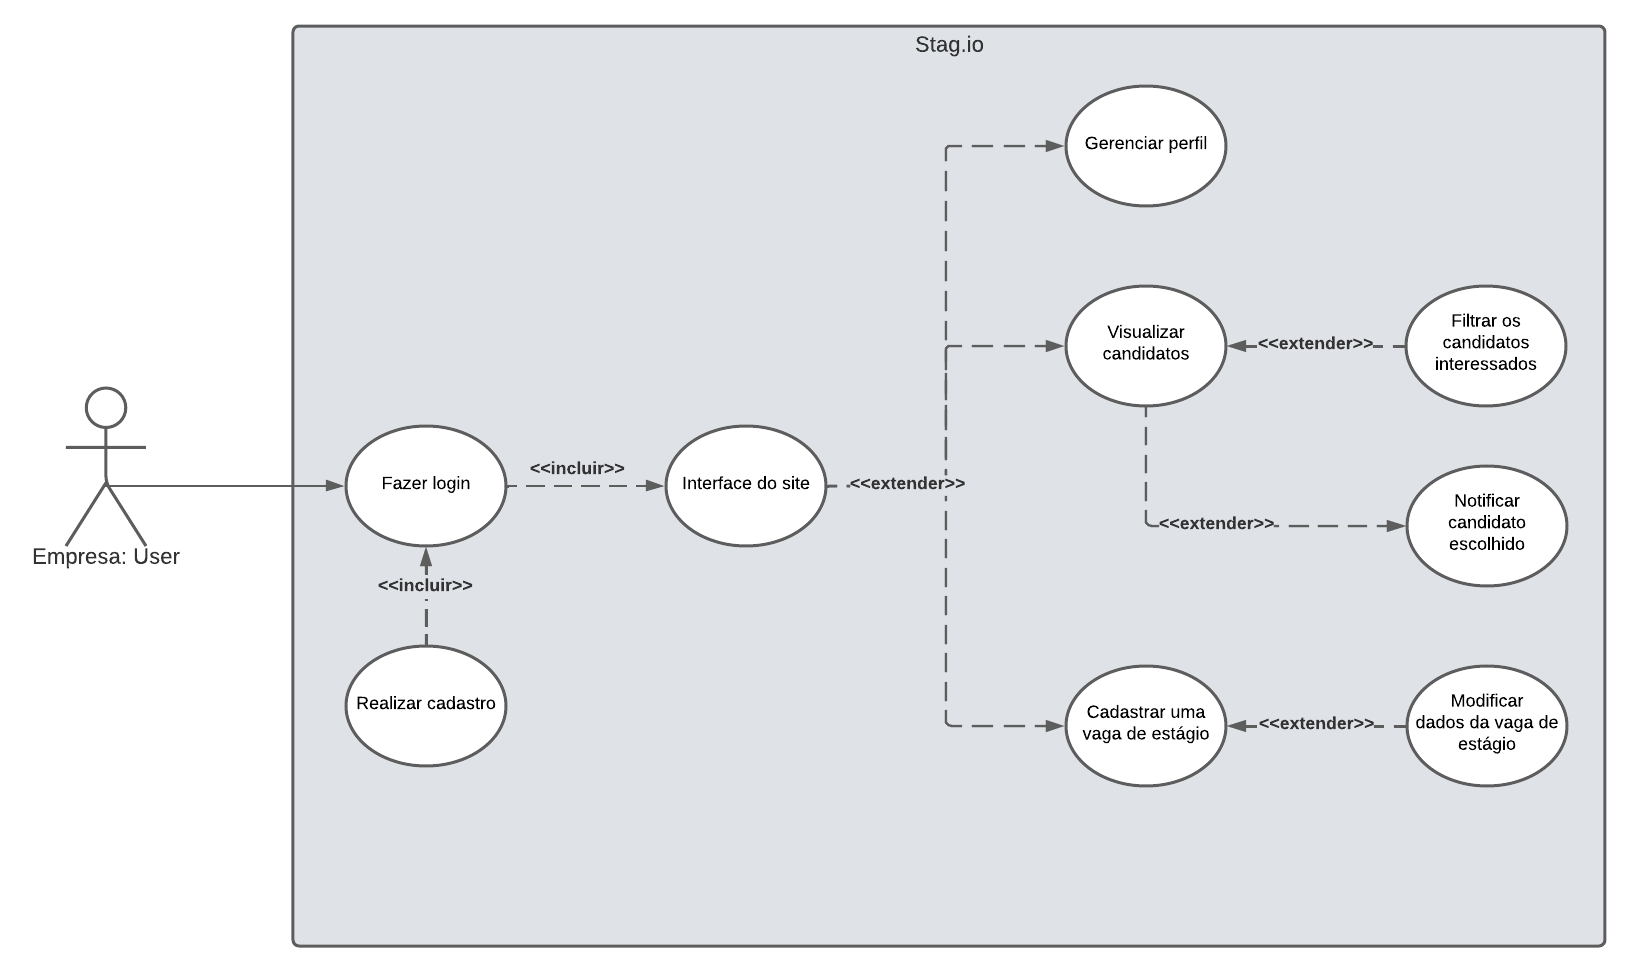 Stag.io
Gerenciar perfil
Visualizar
candidatos
<<extender>>
Filtrar os
candidatos
interessados
Empresa: User
Fazer login
<<incluir>>
Interface do site
<<extender>>
<<extender>>
Notificar
candidato
escolhido
<<incluir>>
Realizar cadastro
Cadastrar uma
vaga de estágio
<<extender>>
Modificar
dados da vaga de
estágio